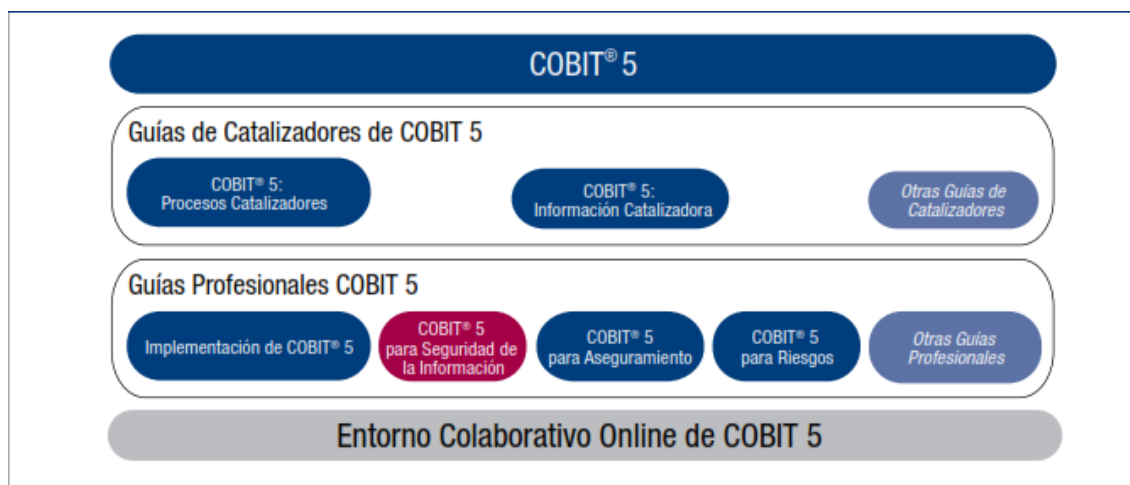 COBIT® 5
Guías de Catalizadores de COBIT 5
COBIT® 5:
Procesos Catalizadores
COBIT® 5:
Información Catalizadora
Otras Guías de
Catalizadores
Guías Profesionales COBIT 5
Implementación de COBIT® 5
COBIT® 5
para Seguridad de
la Información
COBIT® 5
para Aseguramiento
COBIT® 5
para Riesgos
Otras Guías
Profesionales
Entorno Colaborativo Online de COBIT 5